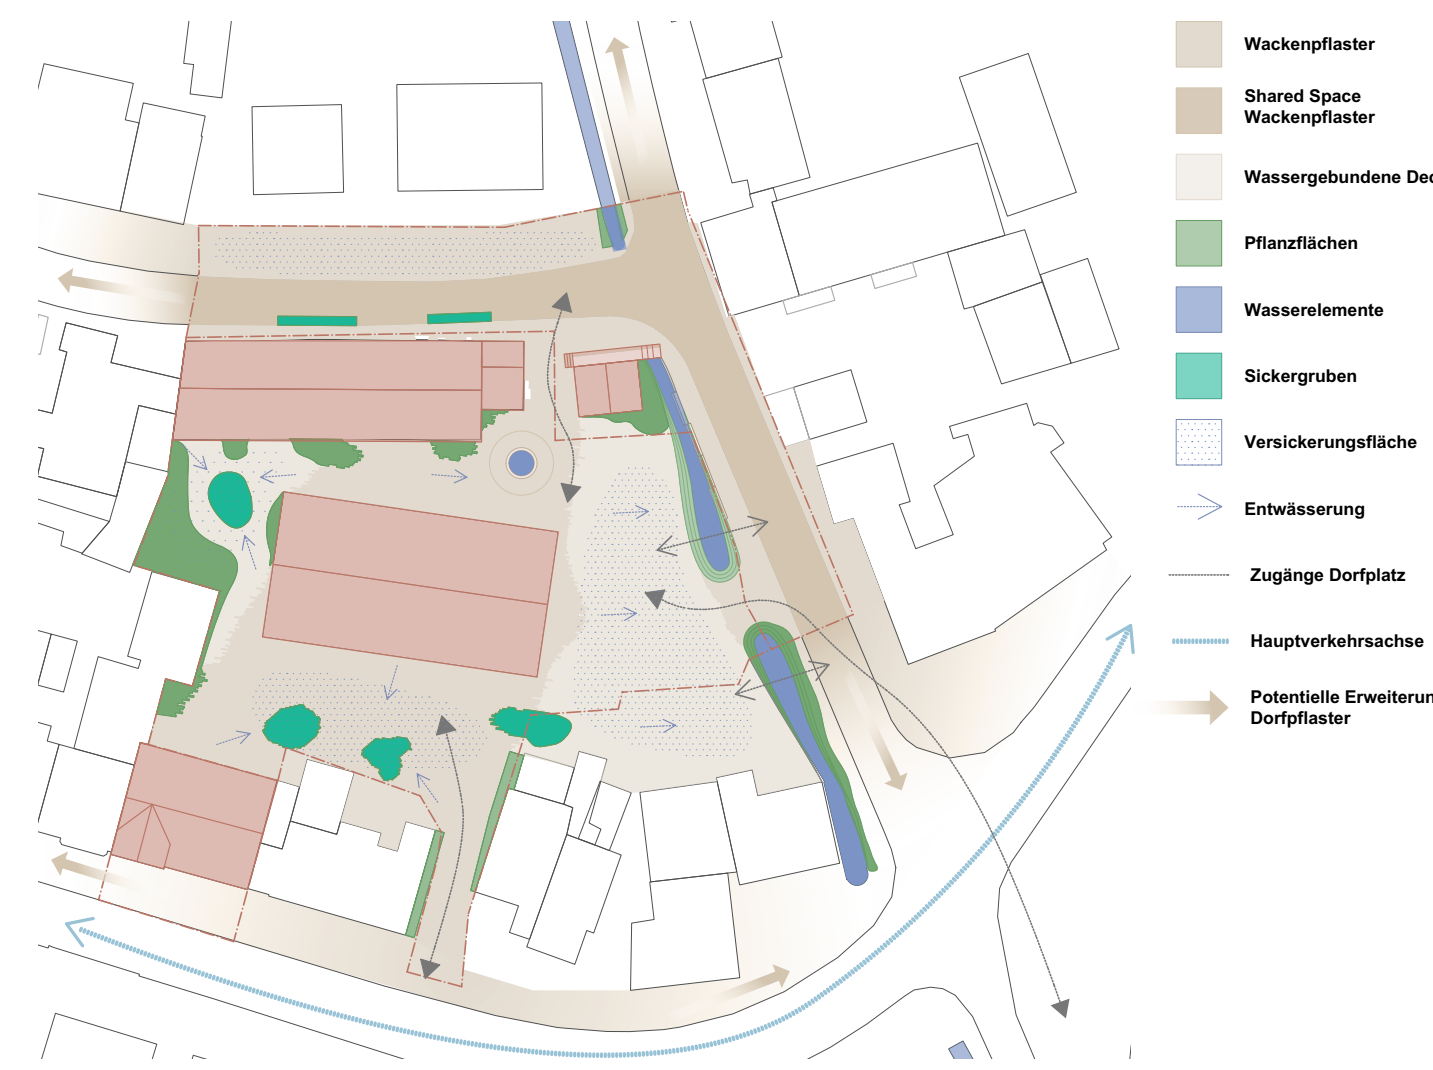 Wackenpflaster
Shared Space
Wackenpflaster
Wassergebundene Dec
Pflanzflächen
Wasserelemente
Sickergruben
Versickerungsfläche
Entwässerung
Zugänge Dorfplatz
Hauptverkehrsachse
Potentielle Erweiterun
Dorfpflaster